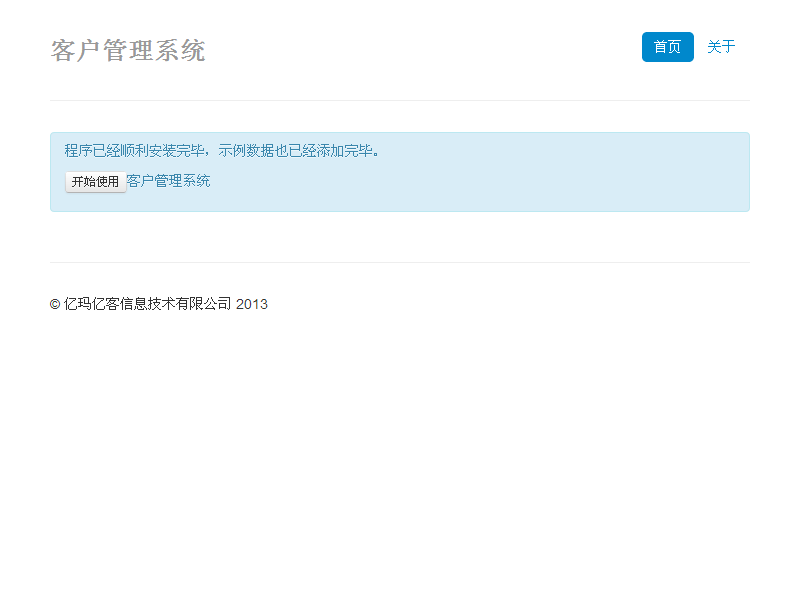 客户管理系统
首页
关于
程序已经顺利安装完毕，示例数据也已经添加完毕。
开始使用客户管理系统
© 亿玛亿客信息技术有限公司 2013